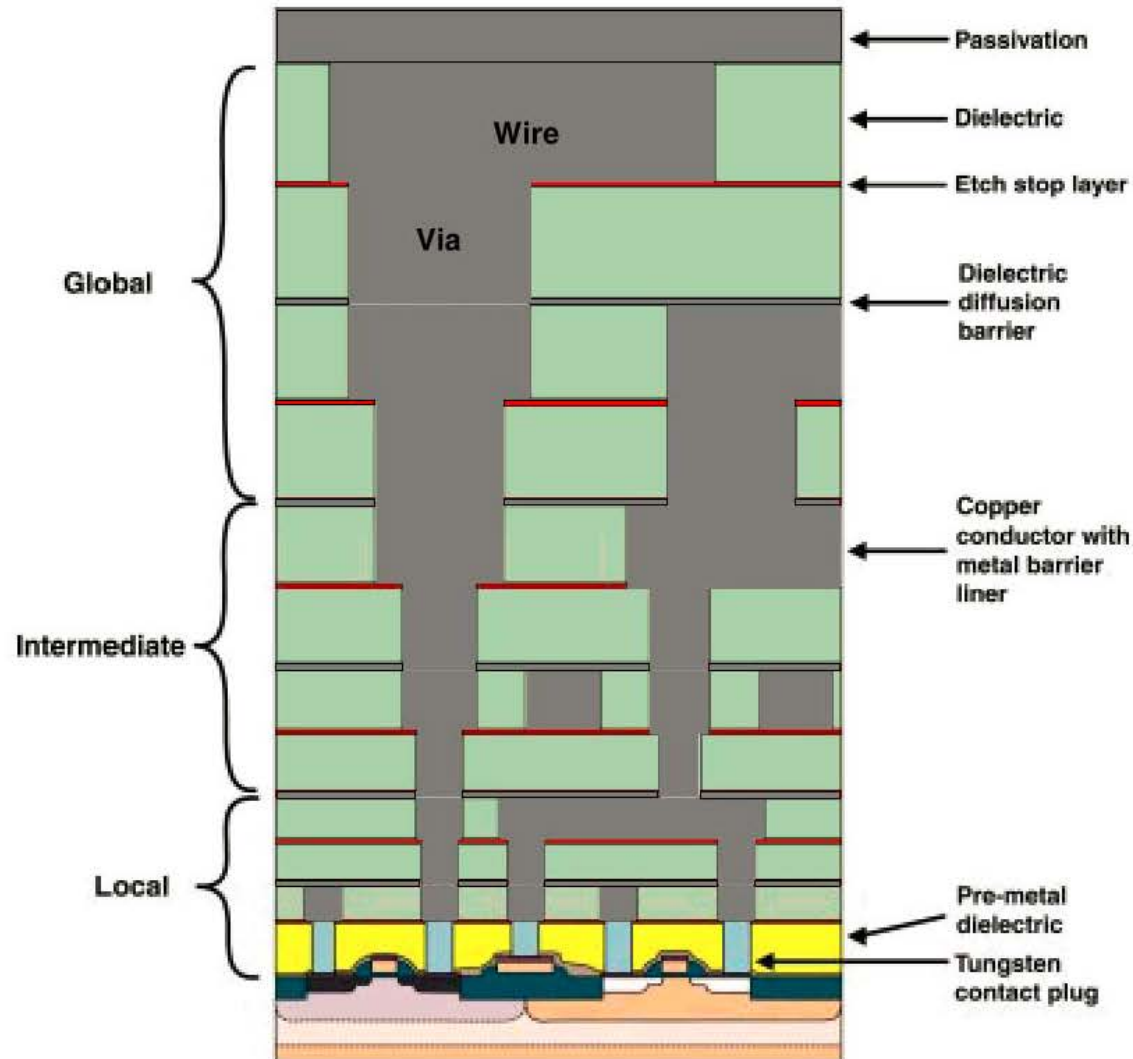 Passivation
Dielectric
Wire
Etch stop layer
Via
Global
Dielectric
diffusion
barrier
Copper
conductor with
metal barrier
liner
Intermediate
Local
Pre-metal
dielectric
Tungsten
contact plug